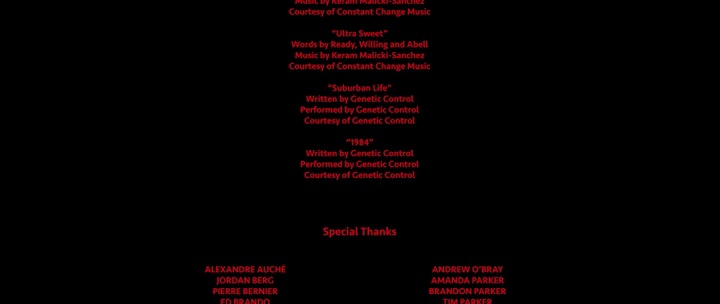 Music by Keram Malicki-Sanchez
Courtesy of Constant Change Music
"Ultra Sweet"
Words by Ready, Willing and Abell
Music by Keram Malicki-Sanchez
Courtesy of Constant Change Music
"Suburban Life"
Written by Genetic Control
Performed by Genetic Control
Courtesy of Genetic Control
"1984"
Written by Genetic Control
Performed by Genetic Control
Courtesy of Genetic Control
Special Thanks
ALEXANDRE AUCHÉ ANDREW O'BRAY
JORDAN BERG AMANDA PARKER
PIERRE BERNIER BRANDON PARKER
ED BRANDO TIM PARKER